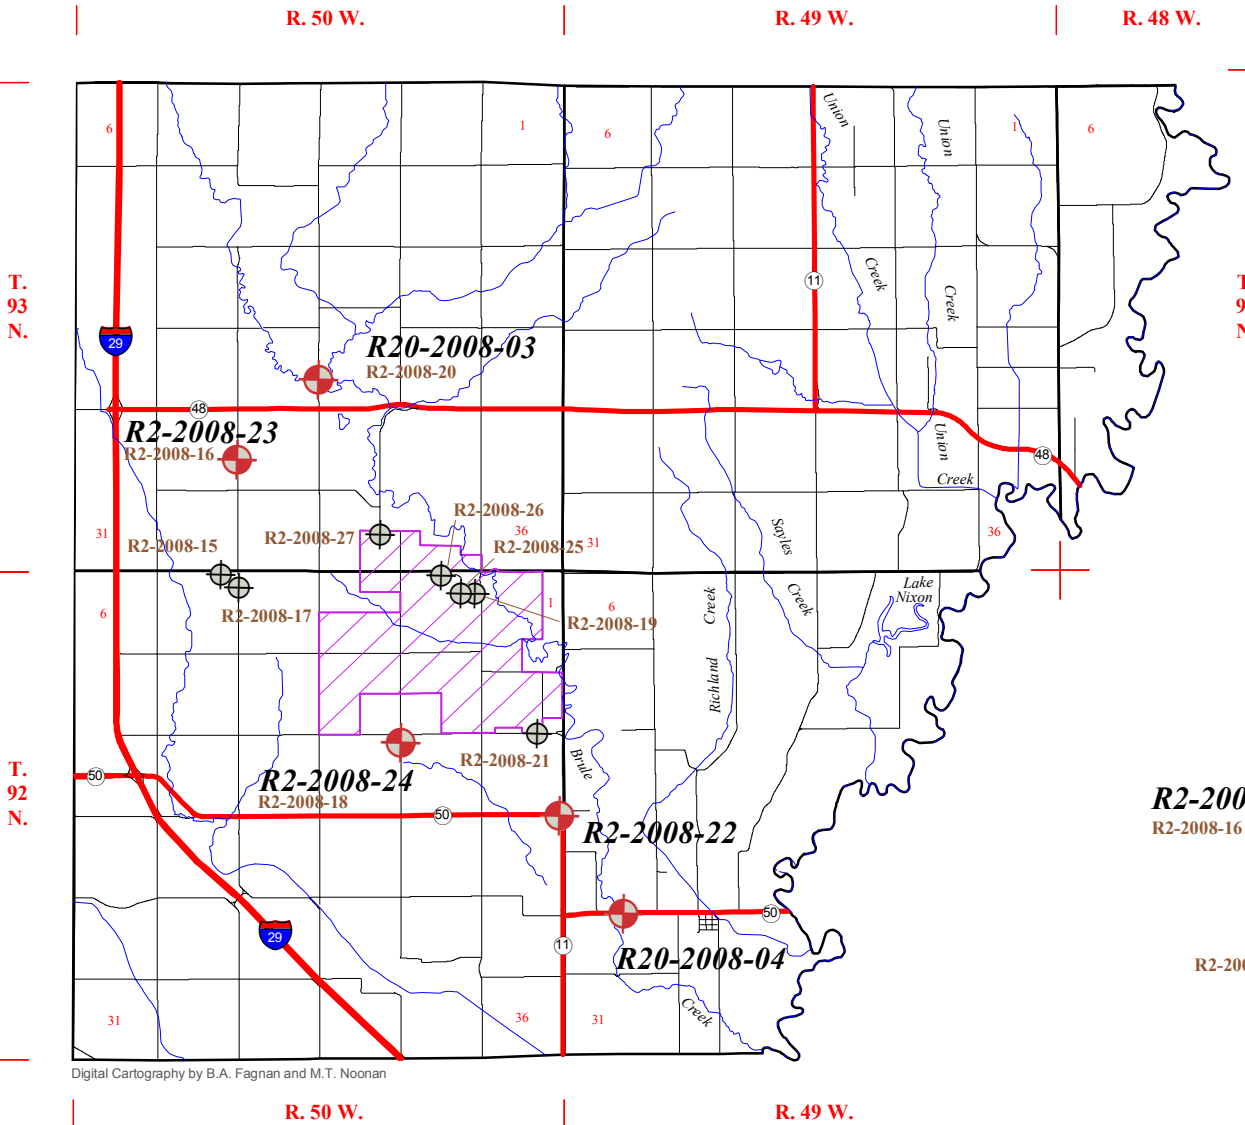 R. 50 W.
R. 49 W.
R. 48 W.
6
1
6
1
6
Union
Union
T.
93
N.
T
9
N
11
Creek
Creek
29
R20-2008-03
R2-2008-20
48
R2-2008-23
R2-2008-16
Union
48
Creek
R2-2008-26
31
R2-2008-27
36
31
36
R2-2008-15
R2-2008-25
Sayles
Lake
Nixon
6
R2-2008-17
1
6
R2-2008-19
Creek
Creek
Richland
R2-2008-21
Brule
T.
92
N.
50
R2-2008-24
R2-2008-18
50
R2-2008-22
R2-200
R2-2008-16
50
29
11
R20-2008-04
R2-200
31
36
31
Creek
Digital Cartography by B.A. Fagnan and M.T. Noonan
R. 50 W.
R. 49 W.